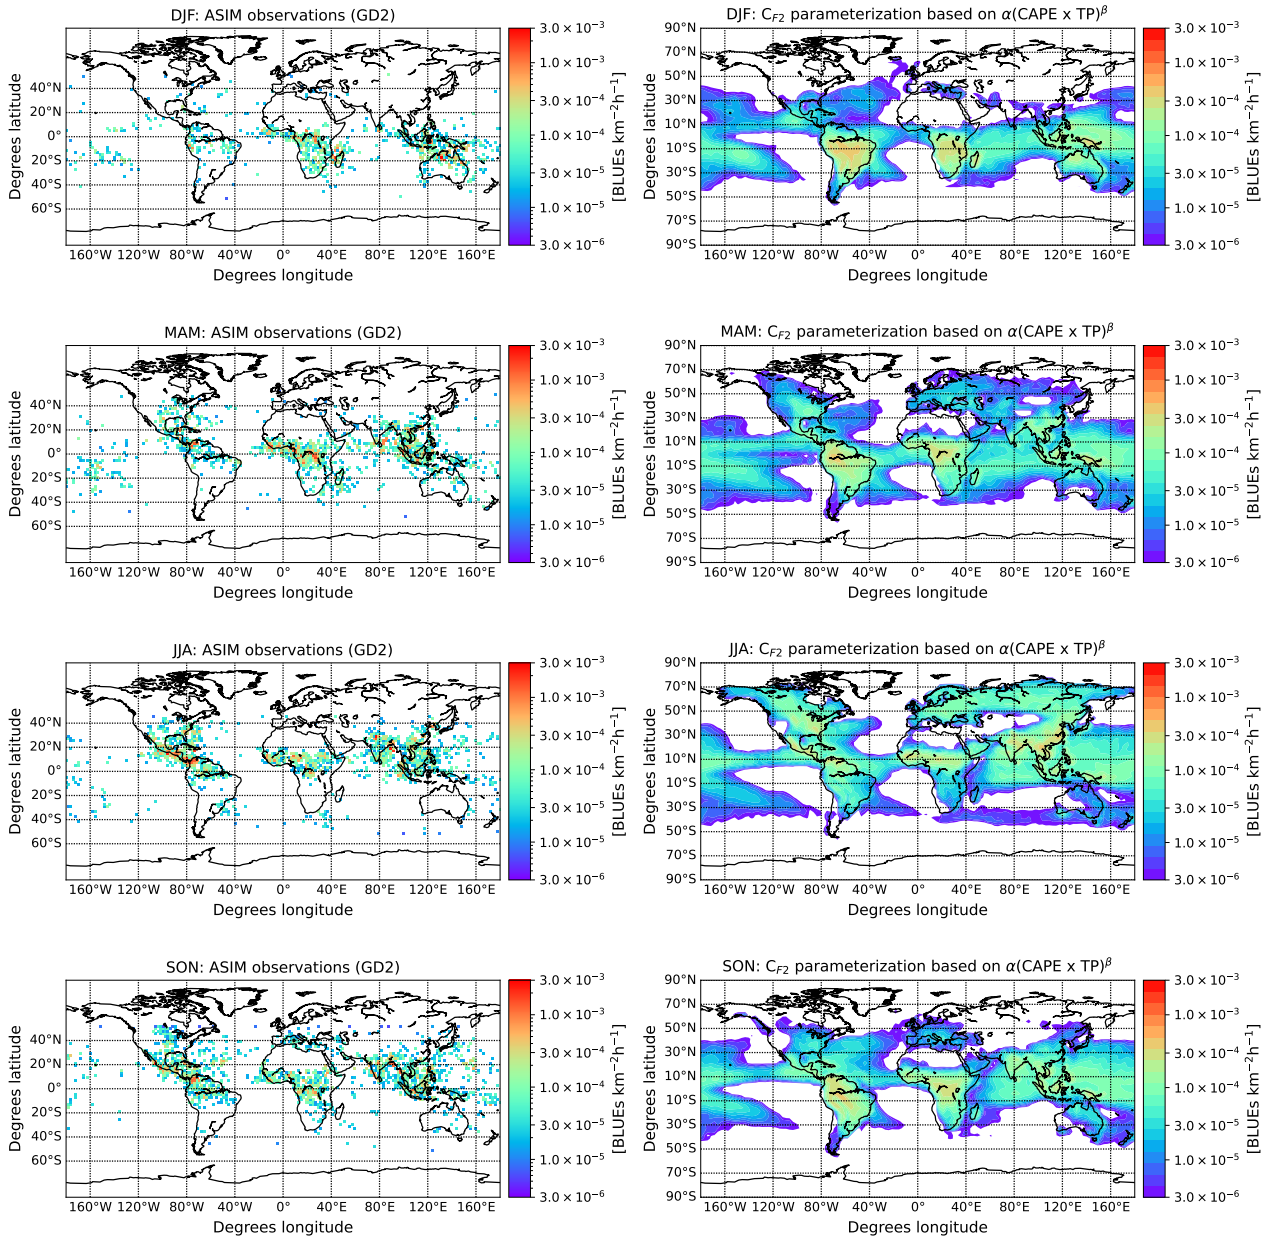 DJF: ASIM observations (GD2)
40°N
20°N
0°
20°S
40°S
60°S
Degrees latitude
160°W 120°W 80°W 40°W 0° 40°E 80°E 120°E 160°E
Degrees longitude
3.0 × 10⁻³
1.0 × 10⁻³
3.0 × 10⁻⁴
1.0 × 10⁻⁴
3.0 × 10⁻⁵
1.0 × 10⁻⁵
3.0 × 10⁻⁶
[BLUEs km⁻²h⁻¹]
DJF: C_F2 parameterization based on α(CAPE x TP)^β
90°N
70°N
50°N
30°N
10°N
10°S
30°S
50°S
70°S
90°S
Degrees latitude
160°W 120°W 80°W 40°W 0° 40°E 80°E 120°E 160°E
Degrees longitude
3.0 × 10⁻³
1.0 × 10⁻³
3.0 × 10⁻⁴
1.0 × 10⁻⁴
3.0 × 10⁻⁵
1.0 × 10⁻⁵
3.0 × 10⁻⁶
[BLUEs km⁻²h⁻¹]
MAM: ASIM observations (GD2)
40°N
20°N
0°
20°S
40°S
60°S
Degrees latitude
160°W 120°W 80°W 40°W 0° 40°E 80°E 120°E 160°E
Degrees longitude
3.0 × 10⁻³
1.0 × 10⁻³
3.0 × 10⁻⁴
1.0 × 10⁻⁴
3.0 × 10⁻⁵
1.0 × 10⁻⁵
3.0 × 10⁻⁶
[BLUEs km⁻²h⁻¹]
MAM: C_F2 parameterization based on α(CAPE x TP)^β
90°N
70°N
50°N
30°N
10°N
10°S
30°S
50°S
70°S
90°S
Degrees latitude
160°W 120°W 80°W 40°W 0° 40°E 80°E 120°E 160°E
Degrees longitude
3.0 × 10⁻³
1.0 × 10⁻³
3.0 × 10⁻⁴
1.0 × 10⁻⁴
3.0 × 10⁻⁵
1.0 × 10⁻⁵
3.0 × 10⁻⁶
[BLUEs km⁻²h⁻¹]
JJA: ASIM observations (GD2)
40°N
20°N
0°
20°S
40°S
60°S
Degrees latitude
160°W 120°W 80°W 40°W 0° 40°E 80°E 120°E 160°E
Degrees longitude
3.0 × 10⁻³
1.0 × 10⁻³
3.0 × 10⁻⁴
1.0 × 10⁻⁴
3.0 × 10⁻⁵
1.0 × 10⁻⁵
3.0 × 10⁻⁶
[BLUEs km⁻²h⁻¹]
JJA: C_F2 parameterization based on α(CAPE x TP)^β
90°N
70°N
50°N
30°N
10°N
10°S
30°S
50°S
70°S
90°S
Degrees latitude
160°W 120°W 80°W 40°W 0° 40°E 80°E 120°E 160°E
Degrees longitude
3.0 × 10⁻³
1.0 × 10⁻³
3.0 × 10⁻⁴
1.0 × 10⁻⁴
3.0 × 10⁻⁵
1.0 × 10⁻⁵
3.0 × 10⁻⁶
[BLUEs km⁻²h⁻¹]
SON: ASIM observations (GD2)
40°N
20°N
0°
20°S
40°S
60°S
Degrees latitude
160°W 120°W 80°W 40°W 0° 40°E 80°E 120°E 160°E
Degrees longitude
3.0 × 10⁻³
1.0 × 10⁻³
3.0 × 10⁻⁴
1.0 × 10⁻⁴
3.0 × 10⁻⁵
1.0 × 10⁻⁵
3.0 × 10⁻⁶
[BLUEs km⁻²h⁻¹]
SON: C_F2 parameterization based on α(CAPE x TP)^β
90°N
70°N
50°N
30°N
10°N
10°S
30°S
50°S
70°S
90°S
Degrees latitude
160°W 120°W 80°W 40°W 0° 40°E 80°E 120°E 160°E
Degrees longitude
3.0 × 10⁻³
1.0 × 10⁻³
3.0 × 10⁻⁴
1.0 × 10⁻⁴
3.0 × 10⁻⁵
1.0 × 10⁻⁵
3.0 × 10⁻⁶
[BLUEs km⁻²h⁻¹]